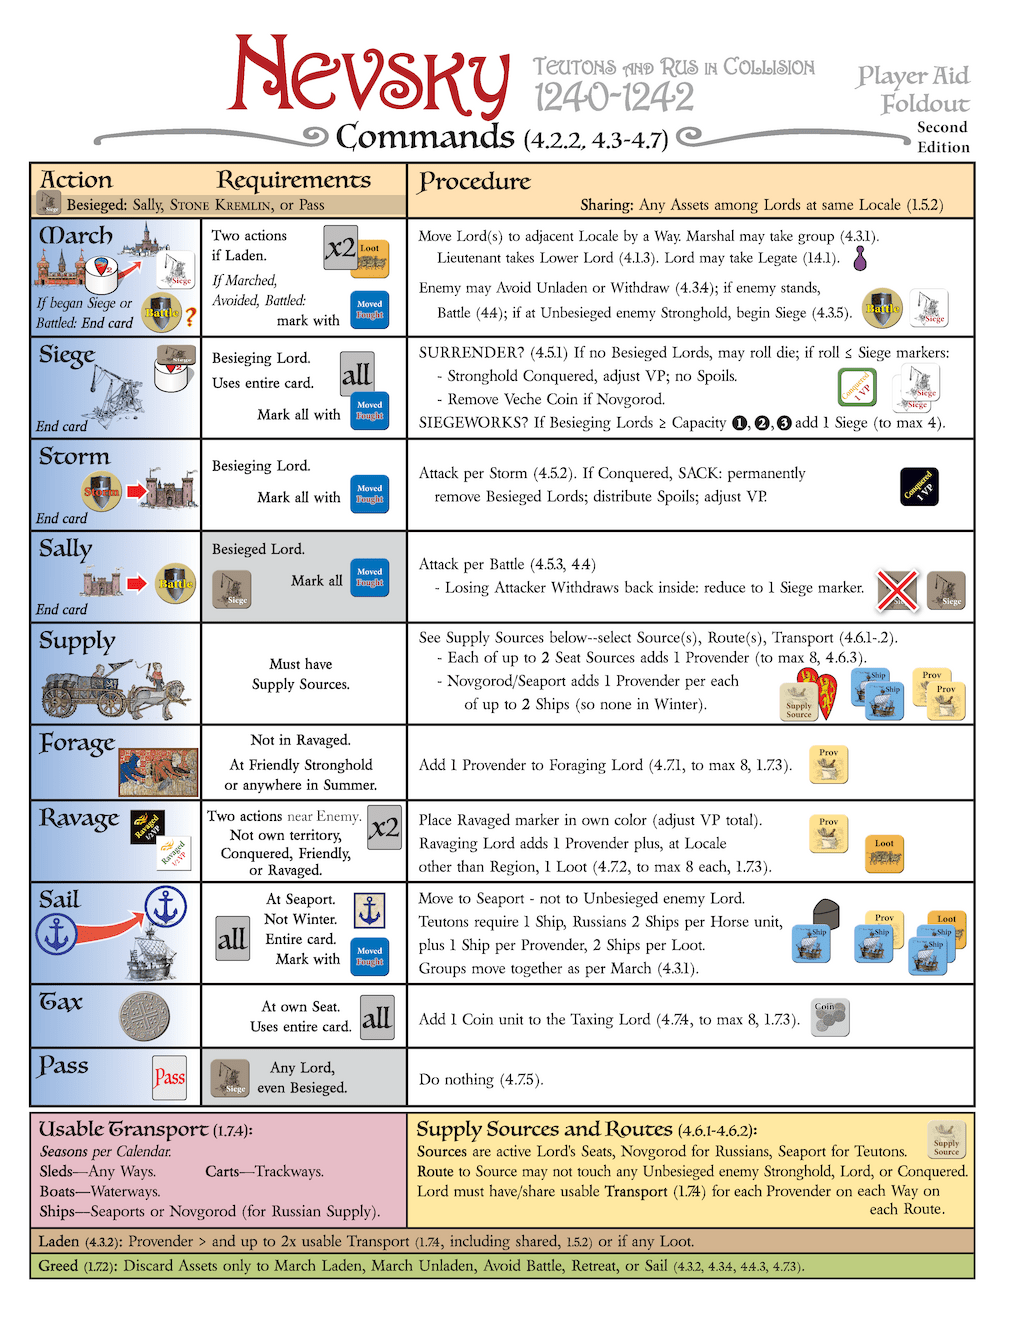 Nevsky
Teutons and Rus in Collision
1240-1242
Player Aid
Foldout
Second
Edition
Commands (4.2.2, 4.3-4.7)
Action Requirements Procedure
Siege Besieged: Sally, Stone Kremlin, or Pass
Sharing: Any Assets among Lords at same Locale (1.5.2)
March
If began Siege or
Battled: End card
Battle ?
Siege
Two actions
if Laden.
x2 Loot
If Marched,
Avoided, Battled:
mark with
Moved
Fought
Move Lord(s) to adjacent Locale by a Way. Marshal may take group (4.3.1).
Lieutenant takes Lower Lord (4.1.3). Lord may take Legate (1.4.1).
Enemy may Avoid Unladen or Withdraw (4.3.4); if enemy stands,
Battle (4.4); if at Unbesieged enemy Stronghold, begin Siege (4.3.5).
Battle Siege
Siege
End card
Siege
Besieging Lord.
Uses entire card.
all
Mark all with
Moved
Fought
SURRENDER? (4.5.1) If no Besieged Lords, may roll die; if roll ≤ Siege markers:
- Stronghold Conquered, adjust VP; no Spoils.
- Remove Veche Coin if Novgorod.
Conquered
1 VP
Siege
Siege
SIEGEWORKS? If Besieging Lords ≥ Capacity 1, 2, 3 add 1 Siege (to max 4).
Storm
Storm
End card
Besieging Lord.
Mark all with
Moved
Fought
Attack per Storm (4.5.2). If Conquered, SACK: permanently
remove Besieged Lords; distribute Spoils; adjust VP.
Conquered
1 VP
Sally
Battle
End card
Besieged Lord.
Siege
Mark all
Moved
Fought
Attack per Battle (4.5.3, 4.4)
- Losing Attacker Withdraws back inside: reduce to 1 Siege marker.
Siege
Supply
Must have
Supply Sources.
See Supply Sources below--select Source(s), Route(s), Transport (4.6.1-.2).
- Each of up to 2 Seat Sources adds 1 Provender (to max 8, 4.6.3).
- Novgorod/Seaport adds 1 Provender per each
of up to 2 Ships (so none in Winter).
Supply
Source
Ship
Ship
Prov
Prov
Forage
Not in Ravaged.
At Friendly Stronghold
or anywhere in Summer.
Add 1 Provender to Foraging Lord (4.7.1, to max 8, 1.7.3).
Prov
Ravage
Ravaged
1/2 VP
Ravaged
1/2 VP
Two actions near Enemy.
Not own territory,
Conquered, Friendly,
or Ravaged.
x2
Place Ravaged marker in own color (adjust VP total).
Ravaging Lord adds 1 Provender plus, at Locale
other than Region, 1 Loot (4.7.2, to max 8 each, 1.7.3).
Prov
Loot
Sail
all
At Seaport.
Not Winter.
Entire card.
Mark with
Moved
Fought
Move to Seaport - not to Unbesieged enemy Lord.
Teutons require 1 Ship, Russians 2 Ships per Horse unit,
plus 1 Ship per Provender, 2 Ships per Loot.
Groups move together as per March (4.3.1).
Ship
Prov
Ship
Loot
Ship
Ship
Tax
At own Seat.
Uses entire card.
all
Add 1 Coin unit to the Taxing Lord (4.7.4, to max 8, 1.7.3).
Coin
Pass
Pass
Siege
Any Lord,
even Besieged.
Do nothing (4.7.5).
Usable Transport (1.7.4):
Seasons per Calendar.
Sleds—Any Ways. Carts—Trackways.
Boats—Waterways.
Ships—Seaports or Novgorod (for Russian Supply).
Supply Sources and Routes (4.6.1-4.6.2):
Sources are active Lord's Seats, Novgorod for Russians, Seaport for Teutons.
Supply
Source
Route to Source may not touch any Unbesieged enemy Stronghold, Lord, or Conquered.
Lord must have/share usable Transport (1.7.4) for each Provender on each Way on
each Route.
Laden (4.3.2): Provender > and up to 2x usable Transport (1.7.4, including shared, 1.5.2) or if any Loot.
Greed (1.7.2): Discard Assets only to March Laden, March Unladen, Avoid Battle, Retreat, or Sail (4.3.2, 4.3.4, 4.4.3, 4.7.3).